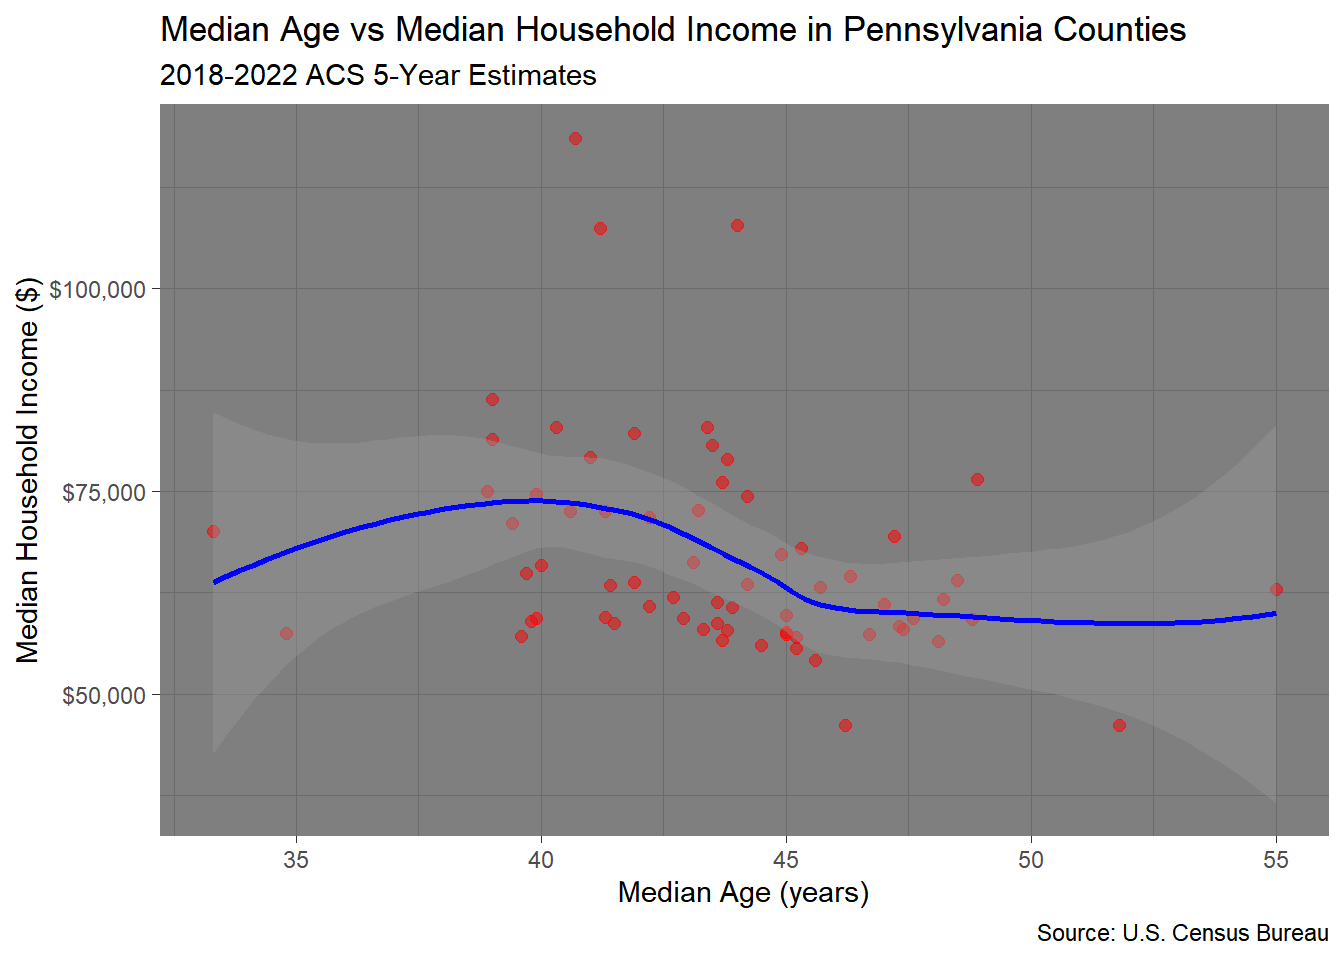 Median Age vs Median Household Income in Pennsylvania Counties
2018-2022 ACS 5-Year Estimates
Median Household Income ($)
$100,000
$75,000
$50,000
35 40 45 50 55
Median Age (years)
Source: U.S. Census Bureau